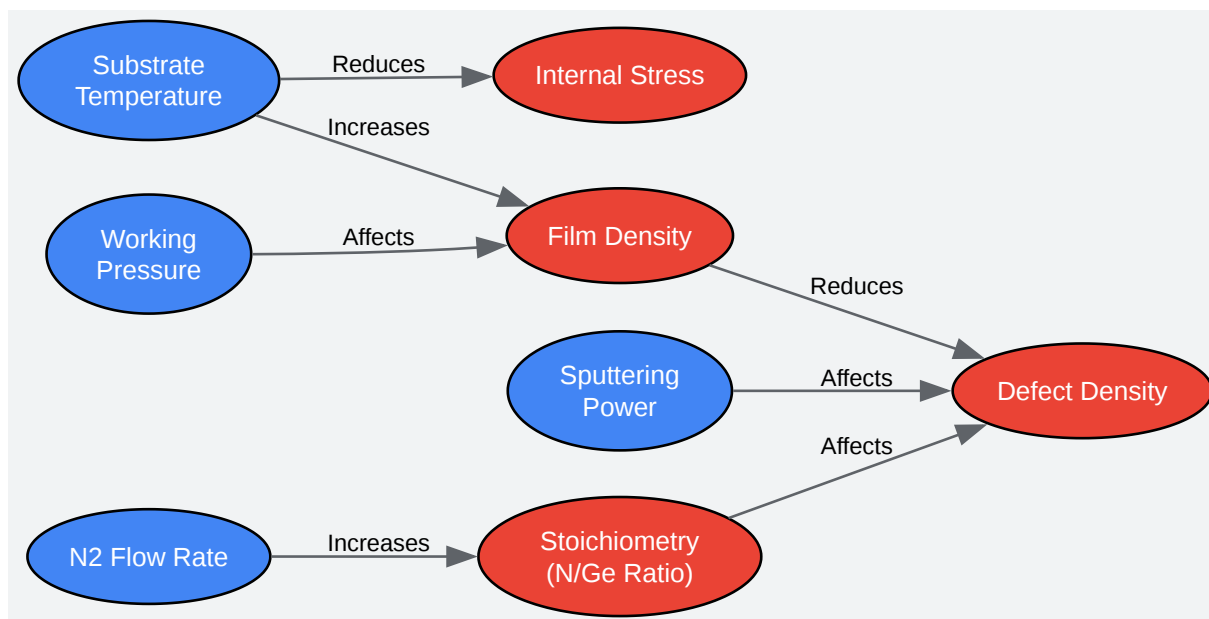 Substrate
Temperature
Reduces
Internal Stress
Increases
Working
Pressure
Affects
Film Density
Reduces
Sputtering
Power
Affects
Defect Density
Affects
N2 Flow Rate
Increases
Stoichiometry
(N/Ge Ratio)